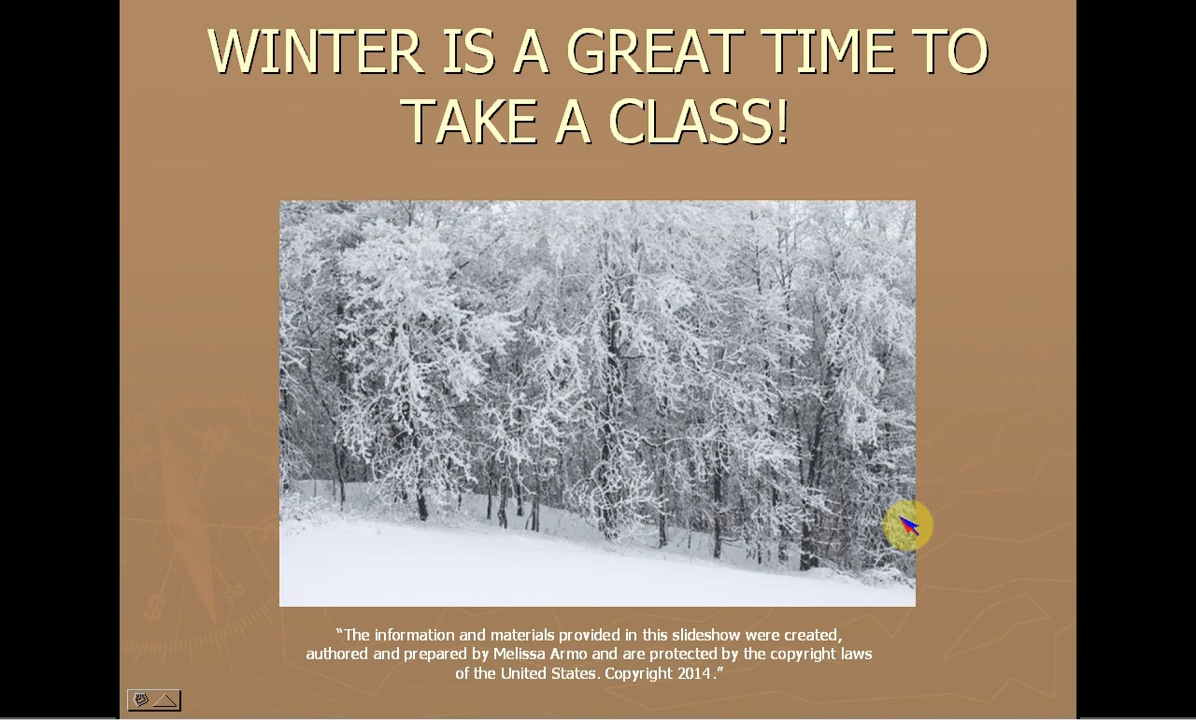 WINTER IS A GREAT TIME TO
TAKE A CLASS!
“The information and materials provided in this slideshow were created,
authored and prepared by Melissa Armo and are protected by the copyright laws
of the United States. Copyright 2014.”